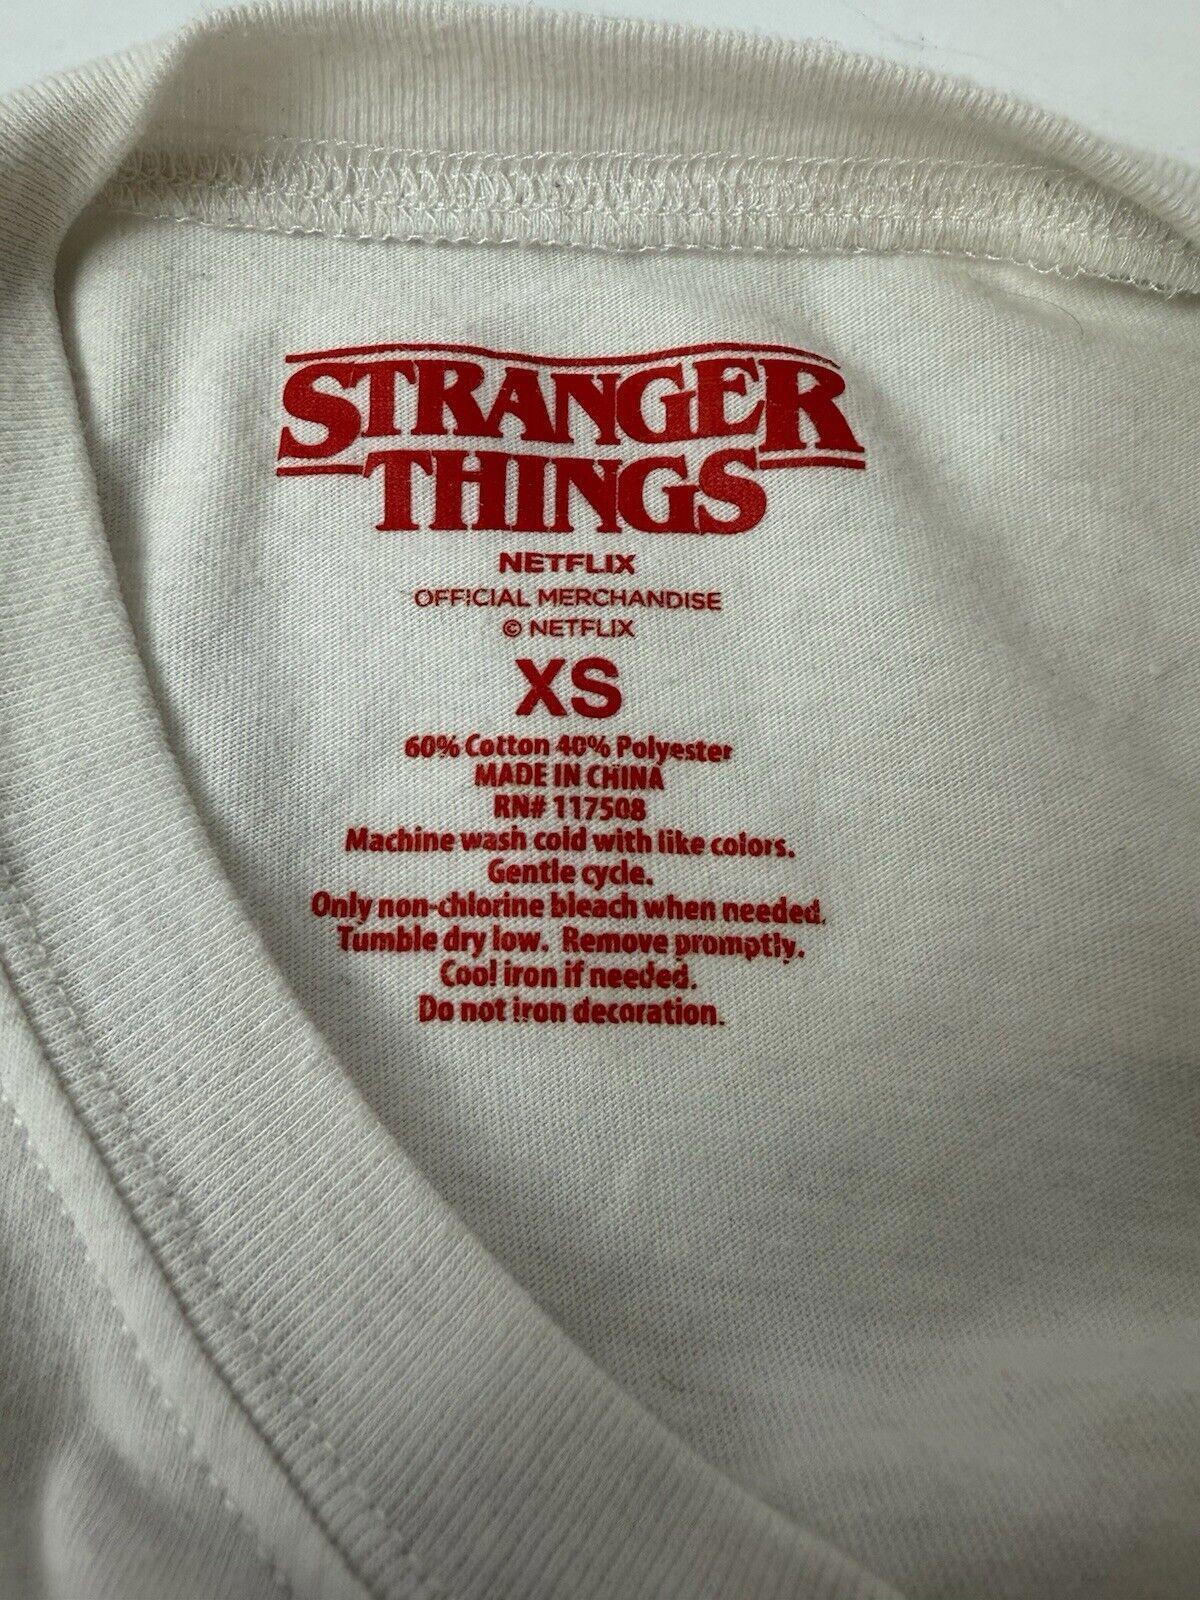 STRANGER
THINGS
NETFLIX
OFFICIAL MERCHANDISE
© NETFLIX
XS
60% Cotton 40% Polyester
MADE IN CHINA
RN# 117508
Machine wash cold with like colors.
Gentle cycle.
Only non-chlorine bleach when needed.
Tumble dry low. Remove promptly.
Cool iron if needed.
Do not iron decoration.